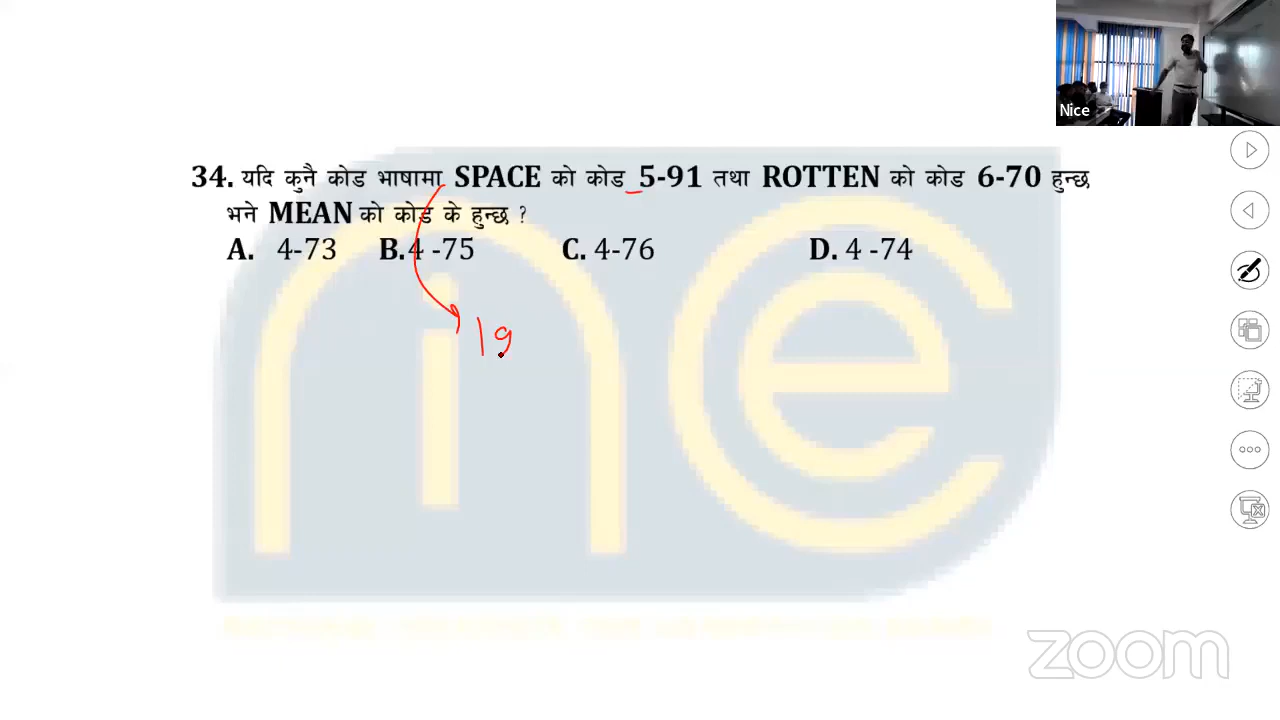 Nice
34. यदि कुनै कोड भाषामा SPACE को कोड 5-91 तथा ROTTEN को कोड 6-70 हुन्छ
भने MEAN को कोड के हुन्छ ?
A. 4-73 B. 4 -75 C. 4-76 D. 4 -74
19
nice
zoom